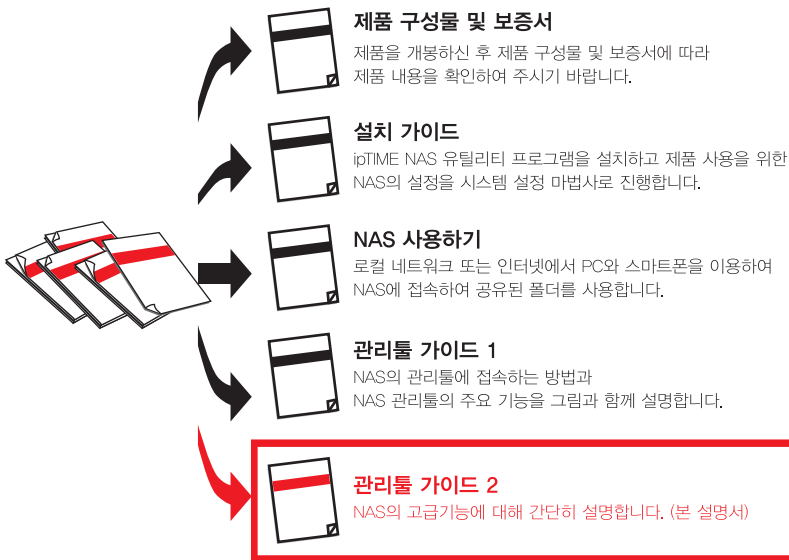 제품 구성물 및 보증서
제품을 개봉하신 후 제품 구성물 및 보증서에 따라
제품 내용을 확인하여 주시기 바랍니다.
설치 가이드
ipTIME NAS 유틸리티 프로그램을 설치하고 제품 사용을 위한
NAS의 설정을 시스템 설정 마법사로 진행합니다.
NAS 사용하기
로컬 네트워크 또는 인터넷에서 PC와 스마트폰을 이용하여
NAS에 접속하여 공유된 폴더를 사용합니다.
관리툴 가이드 1
NAS의 관리툴에 접속하는 방법과
NAS 관리툴의 주요 기능을 그림과 함께 설명합니다.
관리툴 가이드 2
NAS의 고급기능에 대해 간단히 설명합니다. (본 설명서)